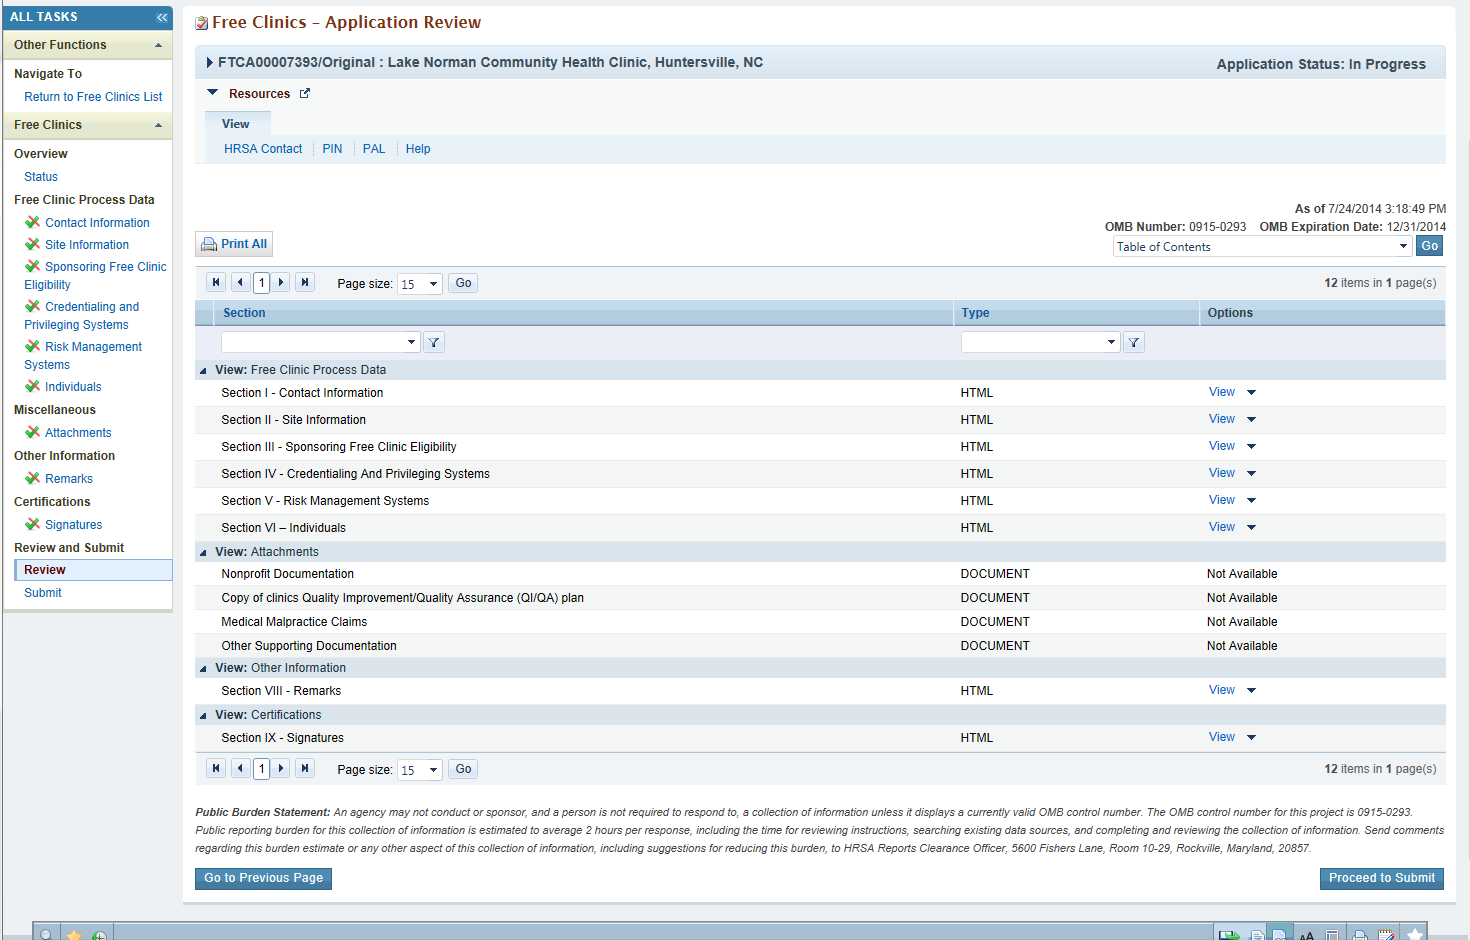 ALL TASKS
Other Functions
Navigate To
Return to Free Clinics List
Free Clinics
Overview
Status
Free Clinic Process Data
Contact Information
Site Information
Sponsoring Free Clinic
Eligibility
Credentialing and
Privileging Systems
Risk Management
Systems
Individuals
Miscellaneous
Attachments
Other Information
Remarks
Certifications
Signatures
Review and Submit
Review
Submit
Free Clinics - Application Review
FTCA00007393/Original : Lake Norman Community Health Clinic, Huntersville, NC
Application Status: In Progress
Resources
View
HRSA Contact PIN PAL Help
As of 7/24/2014 3:18:49 PM
OMB Number: 0915-0293 OMB Expiration Date: 12/31/2014
Print All
Table of Contents Go
1 Page size: 15 Go 12 items in 1 page(s)
Section Type Options
View: Free Clinic Process Data
Section I - Contact Information HTML View
Section II - Site Information HTML View
Section III - Sponsoring Free Clinic Eligibility HTML View
Section IV - Credentialing And Privileging Systems HTML View
Section V - Risk Management Systems HTML View
Section VI – Individuals HTML View
View: Attachments
Nonprofit Documentation DOCUMENT Not Available
Copy of clinics Quality Improvement/Quality Assurance (QI/QA) plan DOCUMENT Not Available
Medical Malpractice Claims DOCUMENT Not Available
Other Supporting Documentation DOCUMENT Not Available
View: Other Information
Section VIII - Remarks HTML View
View: Certifications
Section IX - Signatures HTML View
1 Page size: 15 Go 12 items in 1 page(s)
Public Burden Statement: An agency may not conduct or sponsor, and a person is not required to respond to, a collection of information unless it displays a currently valid OMB control number. The OMB control number for this project is 0915-0293.
Public reporting burden for this collection of information is estimated to average 2 hours per response, including the time for reviewing instructions, searching existing data sources, and completing and reviewing the collection of information. Send comments
regarding this burden estimate or any other aspect of this collection of information, including suggestions for reducing this burden, to HRSA Reports Clearance Officer, 5600 Fishers Lane, Room 10-29, Rockville, Maryland, 20857.
Go to Previous Page Proceed to Submit
AA